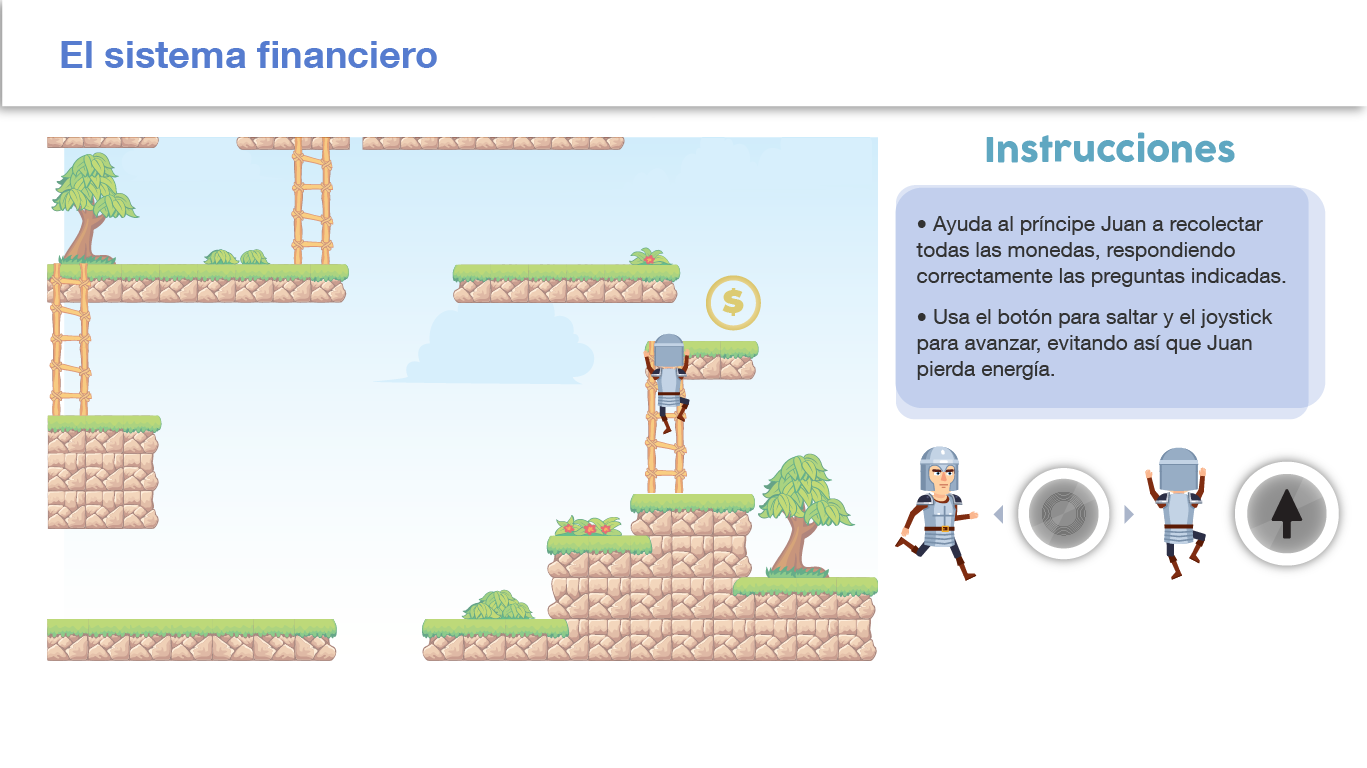 El sistema financiero
Instrucciones
• Ayuda al príncipe Juan a recolectar
todas las monedas, respondiendo
correctamente las preguntas indicadas.
• Usa el botón para saltar y el joystick
para avanzar, evitando así que Juan
pierda energía.
$